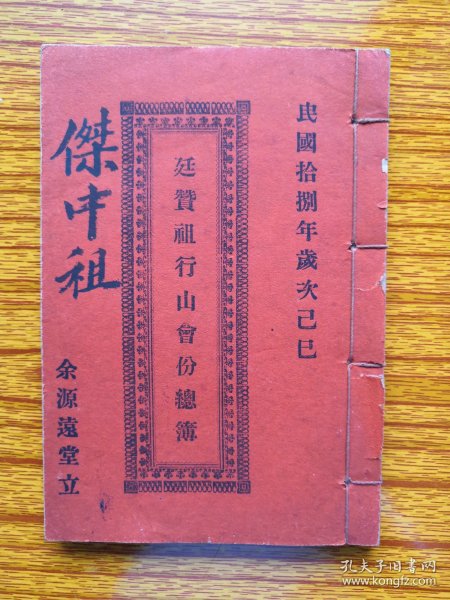 民國拾捌年歲次己巳
廷贊祖行山會份總簿
傑中祖
余源遠堂立
孔夫子旧书网
www.kongfz.com